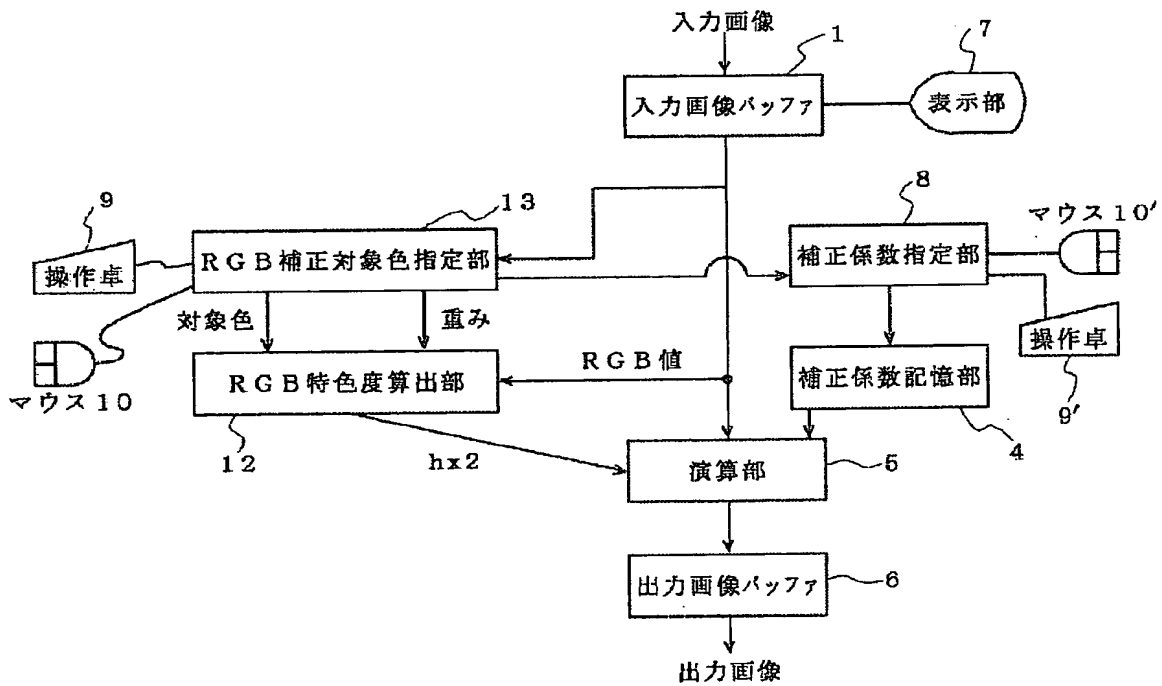 入力画像
1
7
入力画像バッファ
表示部
9
13
8
マウス10'
操作卓
RGB補正対象色指定部
補正係数指定部
対象色
重み
操作卓
9'
マウス10
RGB特色度算出部
RGB値
補正係数記憶部
12
hx2
演算部
5
4
出力画像バッファ
6
出力画像